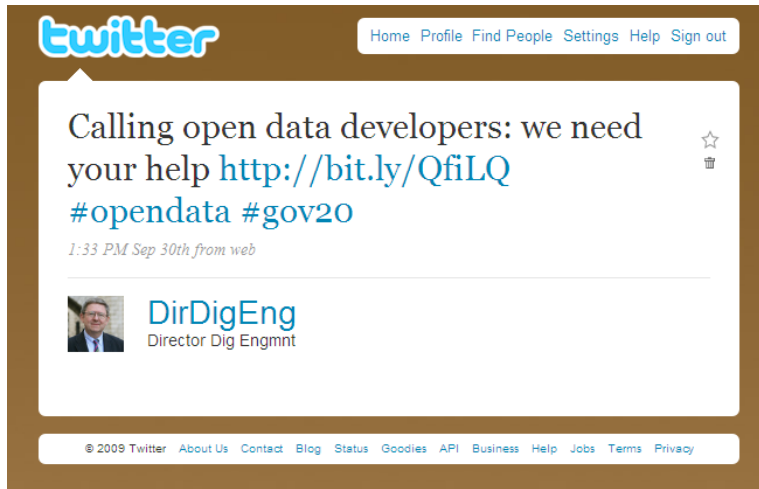 twitter
Home Profile Find People Settings Help Sign out
Calling open data developers: we need
your help http://bit.ly/QfiLQ
#opendata #gov20
1:33 PM Sep 30th from web
DirDigEng
Director Dig Engmnt
© 2009 Twitter About Us Contact Blog Status Goodies API Business Help Jobs Terms Privacy